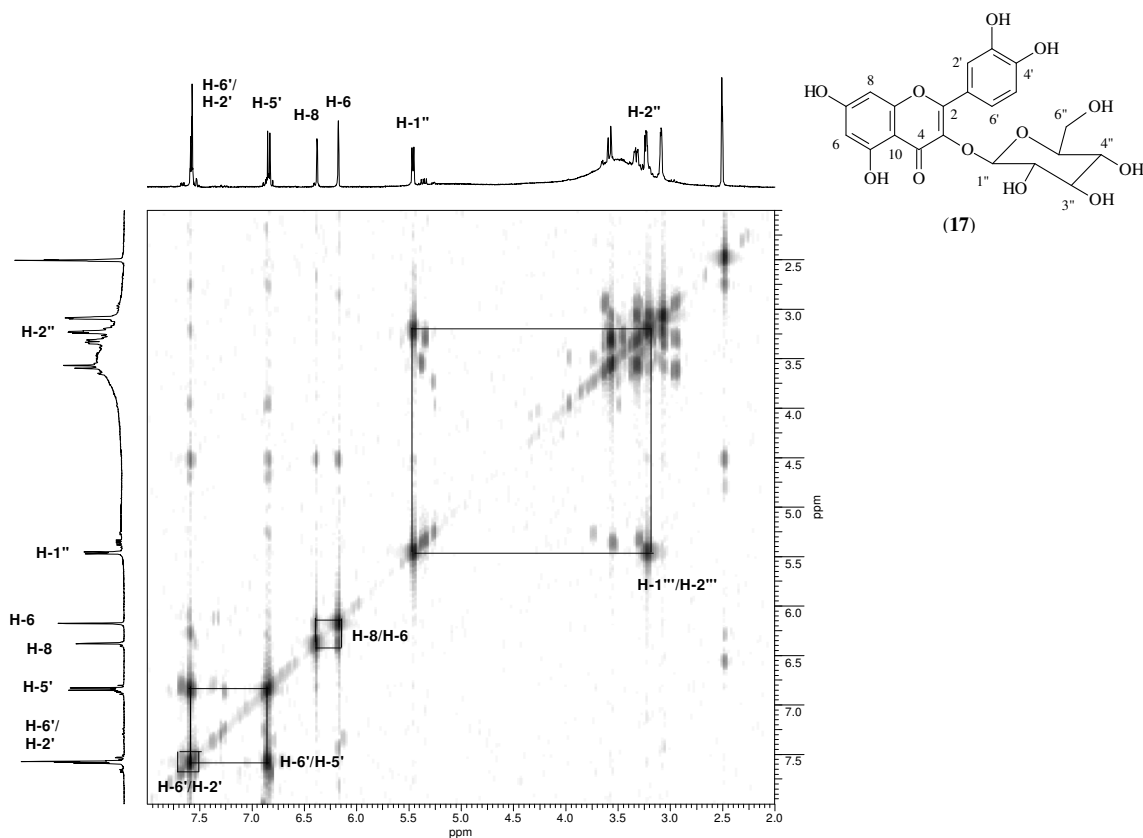 H-6'/
H-2'
H-5'
H-8
H-6
H-1''
H-2''
OH
HO
OH
2'
4'
8
HO
O
2
6'
6
4
10
OH
O
O
6''
HO
O
4''
OH
1''
HO
3''
OH
(17)
H-2''
H-1''
H-6
H-8
H-5'
H-6'/
H-2'
H-1'''/H-2'''
H-8/H-6
H-6'/H-5'
H-6'/H-2'
2.5
3.0
3.5
4.0
4.5
5.0
5.5
6.0
6.5
7.0
7.5
ppm
7.5 7.0 6.5 6.0 5.5 5.0 4.5 4.0 3.5 3.0 2.5 2.0
ppm